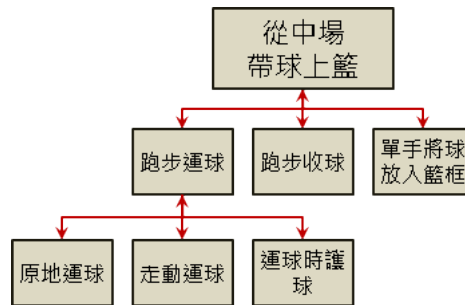 從中場
帶球上籃
跑步運球
跑步收球
單手將球
放入籃框
原地運球
走動運球
運球時護
球